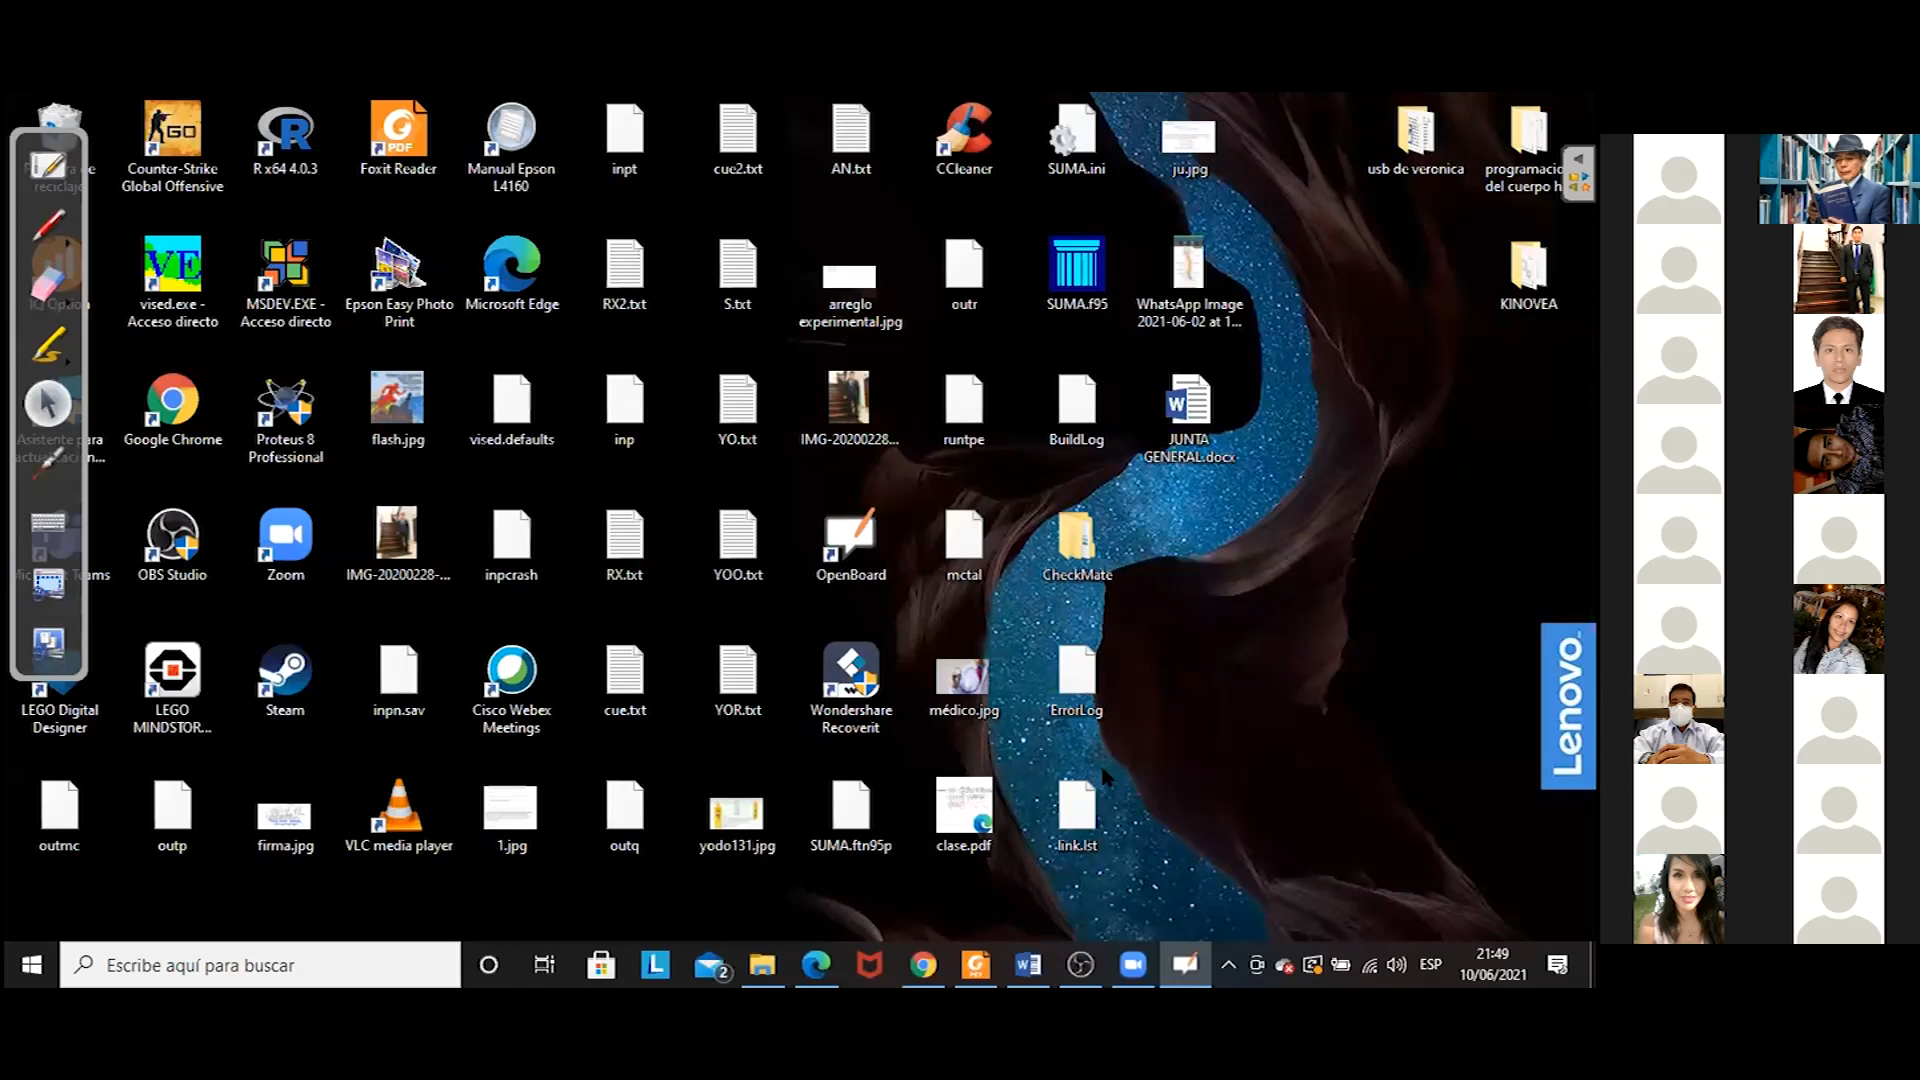 Counter-Strike
Global Offensive
R x64 4.0.3
Foxit Reader
Manual Epson
L4160
inpt
cue2.txt
AN.txt
CCleaner
SUMA.ini
ju.jpg
usb de veronica
programacio
del cuerpo h
vised.exe -
Acceso directo
MSDEV.EXE -
Acceso directo
Epson Easy Photo
Print
Microsoft Edge
RX2.txt
S.txt
arreglo
experimental.jpg
outr
SUMA.f95
WhatsApp Image
2021-06-02 at 1...
KINOVEA
Asistente para
actualización...
Google Chrome
Proteus 8
Professional
flash.jpg
vised.defaults
inp
YO.txt
IMG-20200228...
runtpe
BuildLog
JUNTA
GENERAL.docx
OBS Studio
Zoom
IMG-20200228-...
inpcrash
RX.txt
YOO.txt
OpenBoard
mctal
CheckMate
LEGO Digital
Designer
LEGO
MINDSTOR...
Steam
inpn.sav
Cisco Webex
Meetings
cue.txt
YOR.txt
Wondershare
Recoverit
médico.jpg
ErrorLog
Lenovo
outmc
outp
firma.jpg
VLC media player
1.jpg
outq
yodo131.jpg
SUMA.ftn95p
clase.pdf
link.lst
Escribe aquí para buscar
2
ESP
21:49
10/06/2021